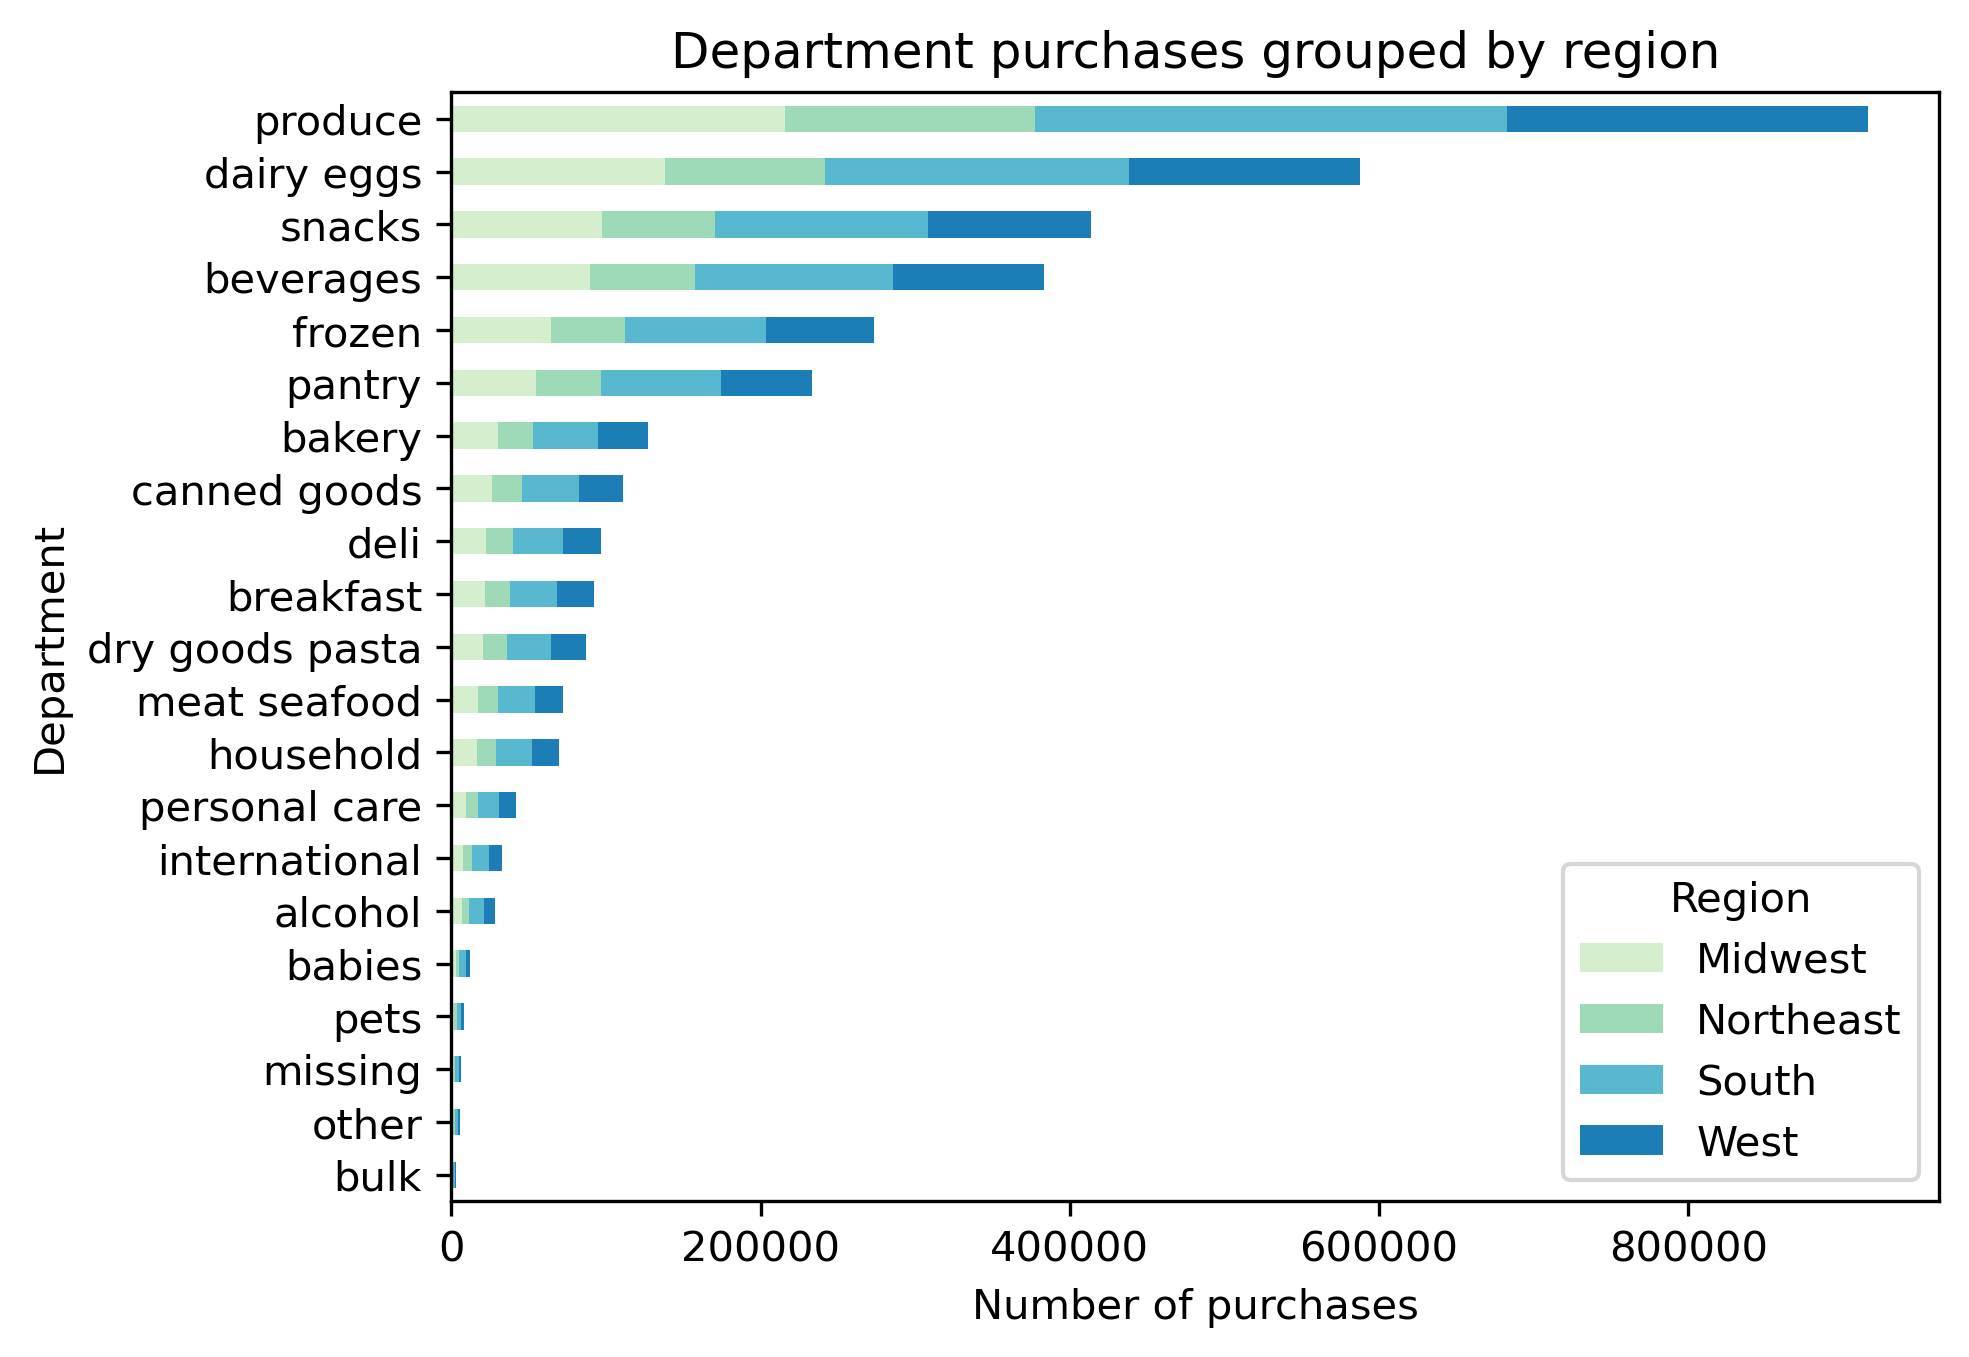 Department purchases grouped by region
produce
dairy eggs
snacks
beverages
frozen
pantry
bakery
canned goods
deli
breakfast
dry goods pasta
meat seafood
household
personal care
international
alcohol
babies
pets
missing
other
bulk
Department
0 200000 400000 600000 800000
Number of purchases
Region
Midwest
Northeast
South
West